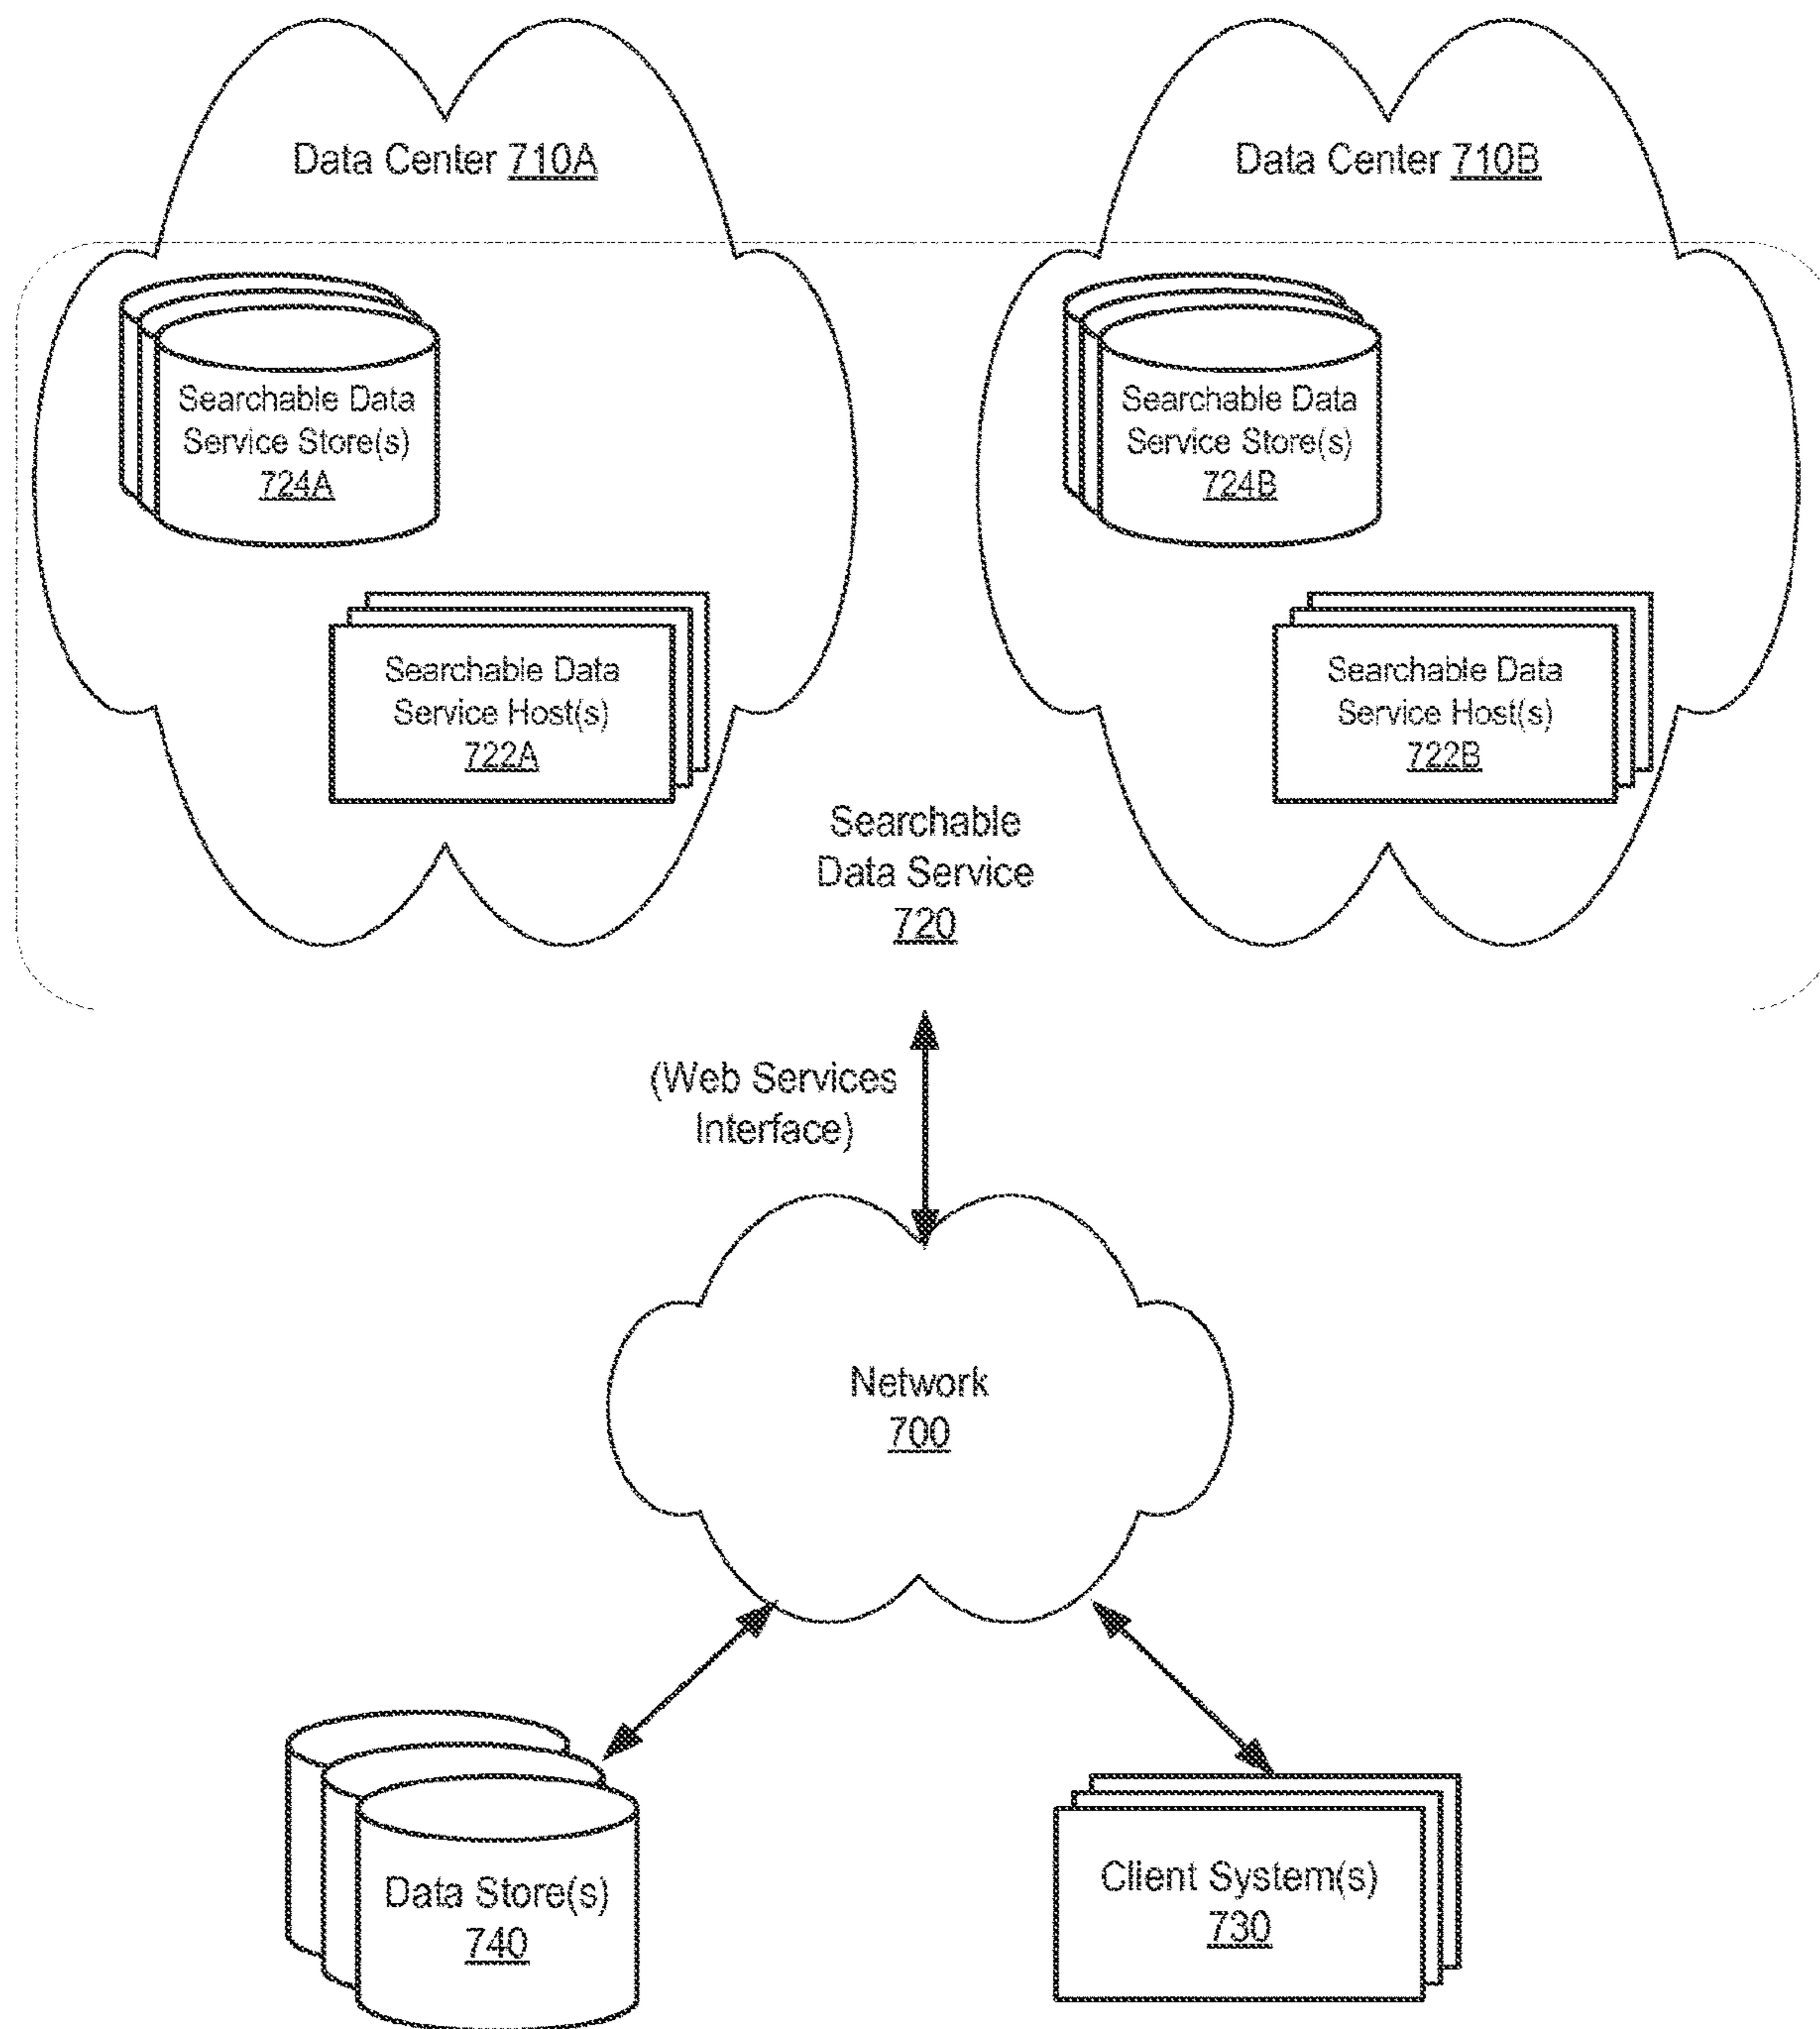 Data Center 710A
Data Center 710B
Searchable Data
Service Store(s)
724A
Searchable Data
Service Store(s)
724B
Searchable Data
Service Host(s)
722A
Searchable Data
Service Host(s)
722B
Searchable
Data Service
720
(Web Services
Interface)
Network
700
Data Store(s)
740
Client System(s)
730